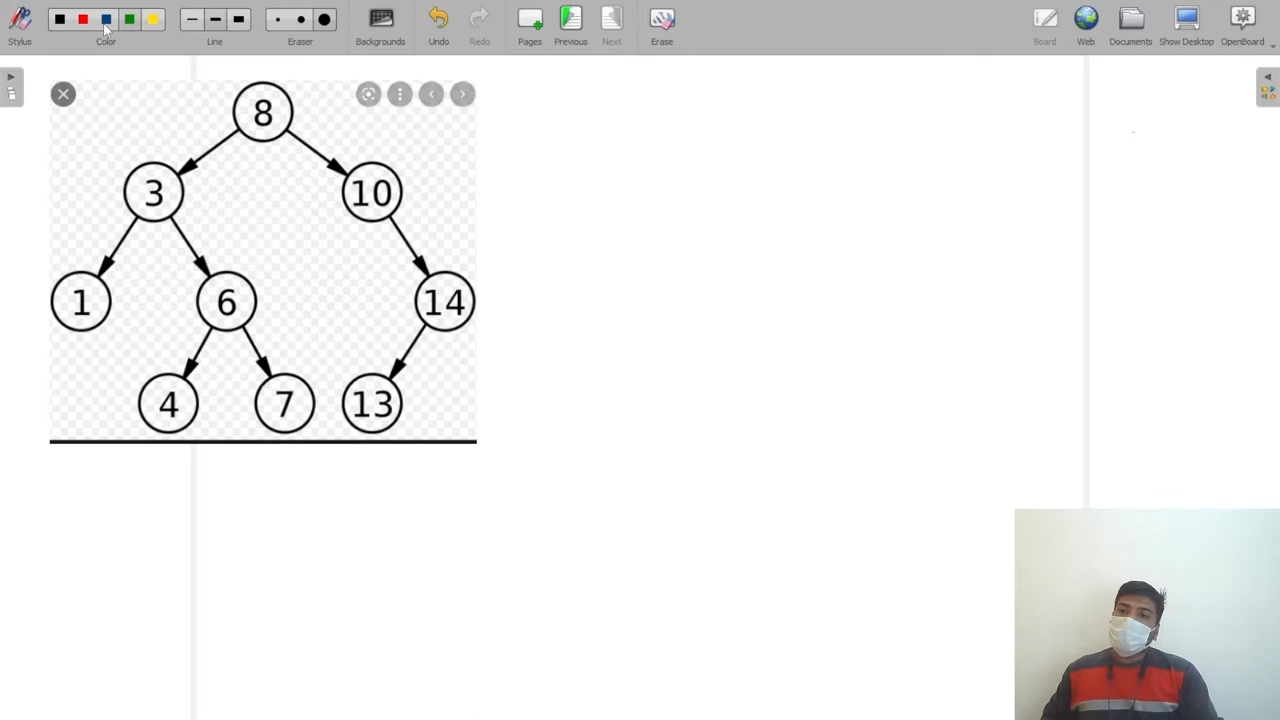 Stylus Color Line Eraser Backgrounds Undo Redo Pages Previous Next Erase Board Web Documents Show Desktop OpenBoard
8
3 10
1 6 14
4 7 13